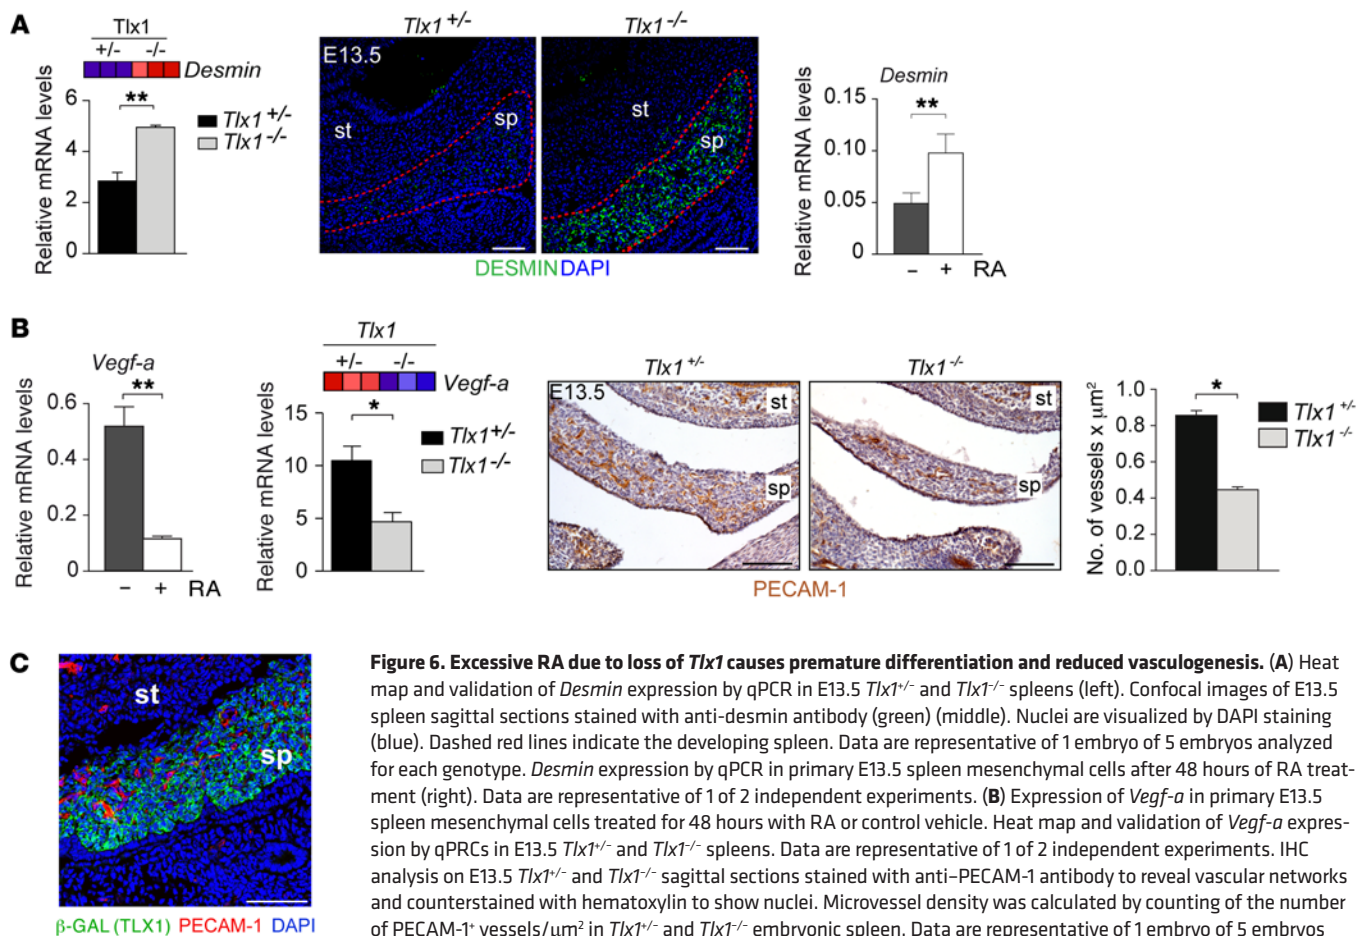 A
Tlx1
+/- -/-
Desmin
Relative mRNA levels
6
4
2
0
**
Tlx1+/-
Tlx1-/-
Tlx1+/- Tlx1-/-
E13.5
st
sp
st
sp
DESMIN DAPI
Desmin
Relative mRNA levels
0.15
0.10
0.05
0
**
– + RA
B
Vegf-a
Relative mRNA levels
0.6
0.4
0.2
0
**
– + RA
Tlx1
+/- -/-
Vegf-a
Relative mRNA levels
15
10
5
0
*
Tlx1+/-
Tlx1-/-
Tlx1+/- Tlx1-/-
E13.5
st
sp
st
sp
PECAM-1
No. of vessels x μm²
1.0
0.8
0.6
0.4
0.2
0.0
*
Tlx1+/-
Tlx1-/-
C
st
sp
β-GAL (TLX1) PECAM-1 DAPI
Figure 6. Excessive RA due to loss of Tlx1 causes premature differentiation and reduced vasculogenesis. (A) Heat
map and validation of Desmin expression by qPCR in E13.5 Tlx1+/– and Tlx1–/– spleens (left). Confocal images of E13.5
spleen sagittal sections stained with anti-desmin antibody (green) (middle). Nuclei are visualized by DAPI staining
(blue). Dashed red lines indicate the developing spleen. Data are representative of 1 embryo of 5 embryos analyzed
for each genotype. Desmin expression by qPCR in primary E13.5 spleen mesenchymal cells after 48 hours of RA treat-
ment (right). Data are representative of 1 of 2 independent experiments. (B) Expression of Vegf-a in primary E13.5
spleen mesenchymal cells treated for 48 hours with RA or control vehicle. Heat map and validation of Vegf-a expres-
sion by qPRCs in E13.5 Tlx1+/– and Tlx1–/– spleens. Data are representative of 1 of 2 independent experiments. IHC
analysis on E13.5 Tlx1+/– and Tlx1–/– sagittal sections stained with anti–PECAM-1 antibody to reveal vascular networks
and counterstained with hematoxylin to show nuclei. Microvessel density was calculated by counting of the number
of PECAM-1+ vessels/μm² in Tlx1+/– and Tlx1–/– embryonic spleen. Data are representative of 1 embryo of 5 embryos